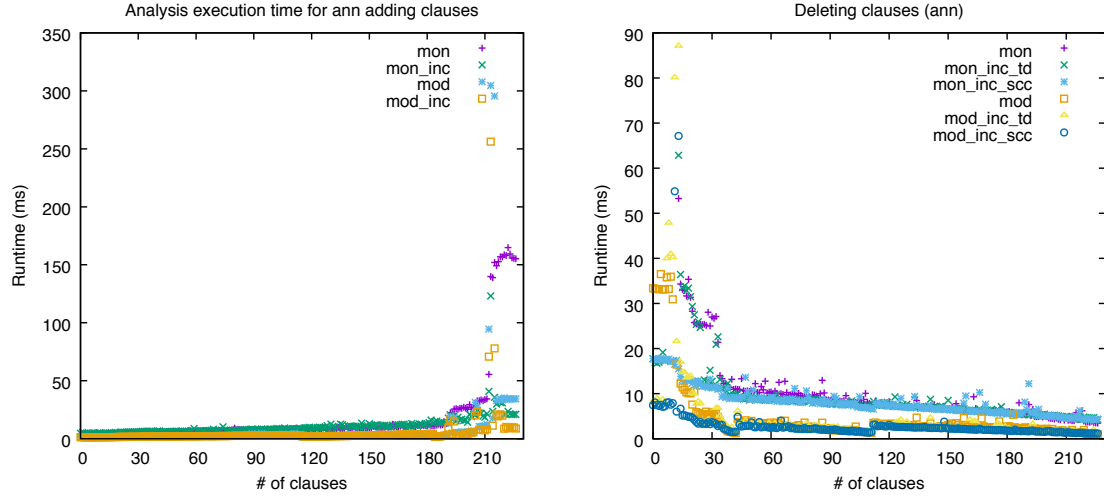 Analysis execution time for ann adding clauses
350
300
250
200
150
100
50
0
Runtime (ms)
mon
mon_inc
mod
mod_inc
0 30 60 90 120 150 180 210
# of clauses
Deleting clauses (ann)
90
80
70
60
50
40
30
20
10
0
Runtime (ms)
mon
mon_inc_td
mon_inc_scc
mod
mod_inc_td
mod_inc_scc
0 30 60 90 120 150 180 210
# of clauses